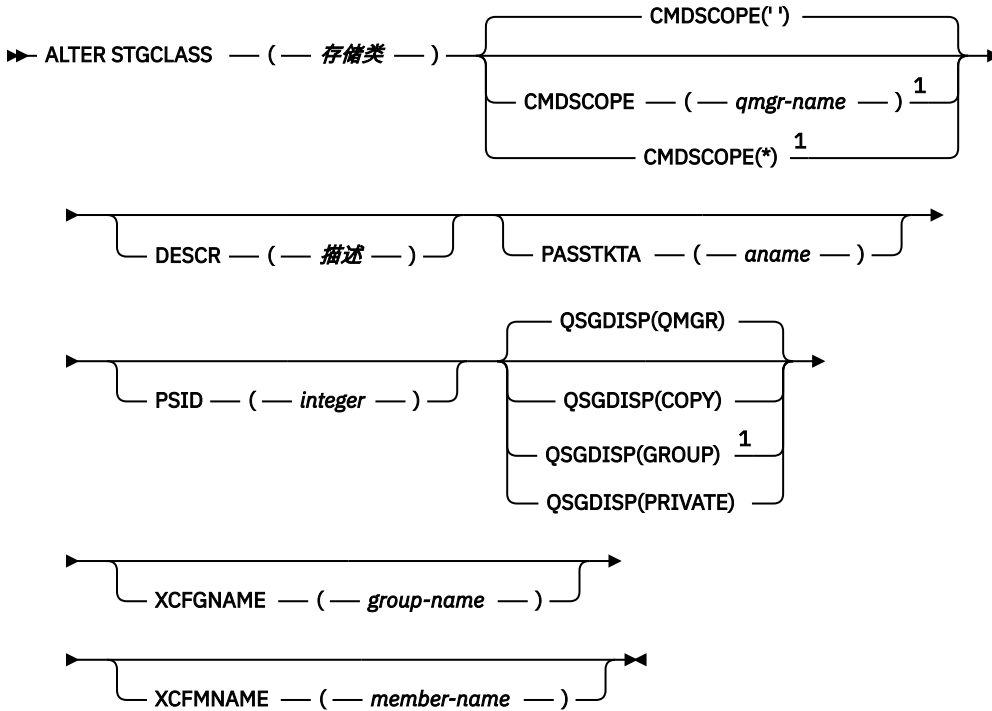 CMDSCOPE(' ')
ALTER STGCLASS ( 存储类 )
CMDSCOPE ( qmgr-name ) 1
CMDSCOPE(*) 1
DESCR ( 描述 ) PASSTKTA ( aname )
QSGDISP(QMGR)
PSID ( integer ) QSGDISP(COPY)
QSGDISP(GROUP) 1
QSGDISP(PRIVATE)
XCFGNAME ( group-name )
XCFMNAME ( member-name )